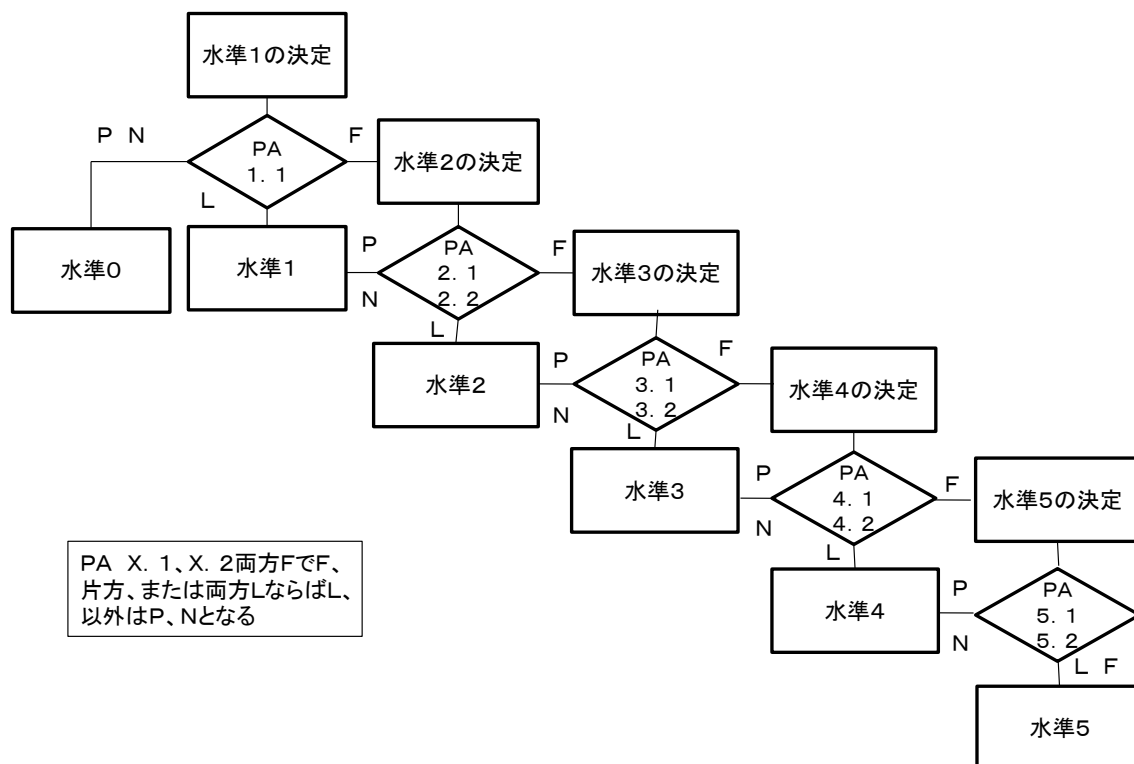 水準１の決定
Ｐ Ｎ
ＰＡ
１．１
Ｆ
Ｌ
水準２の決定
水準０
水準１
Ｐ
Ｎ
ＰＡ
２．１
２．２
Ｆ
Ｌ
水準３の決定
水準２
Ｐ
Ｎ
ＰＡ
３．１
３．２
Ｆ
Ｌ
水準４の決定
水準３
Ｐ
Ｎ
ＰＡ
４．１
４．２
Ｆ
Ｌ
水準５の決定
水準４
Ｐ
Ｎ
ＰＡ
５．１
５．２
Ｌ Ｆ
水準５
ＰＡ Ｘ．１、Ｘ．２両方ＦでＦ、
片方、または両方ＬならばＬ、
以外はＰ、Ｎとなる